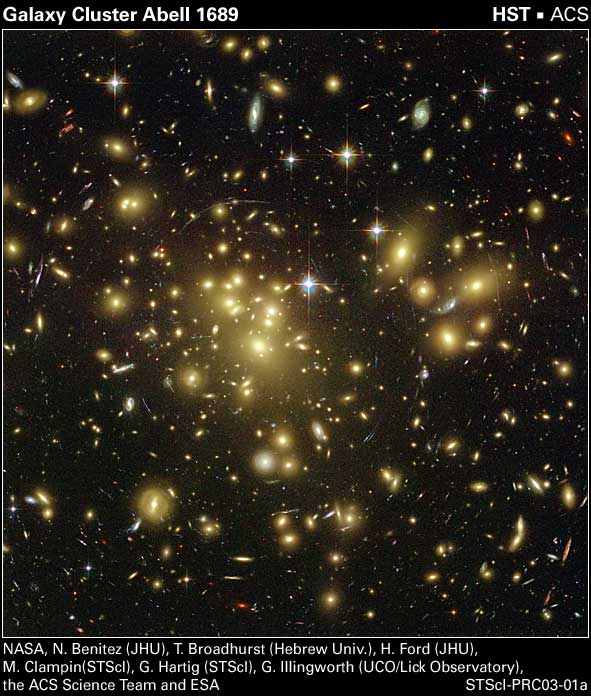 Galaxy Cluster Abell 1689 HST ▪ ACS
NASA, N. Benitez (JHU), T. Broadhurst (Hebrew Univ.), H. Ford (JHU),
M. Clampin(STScI), G. Hartig (STScI), G. Illingworth (UCO/Lick Observatory),
the ACS Science Team and ESA STScI-PRC03-01a